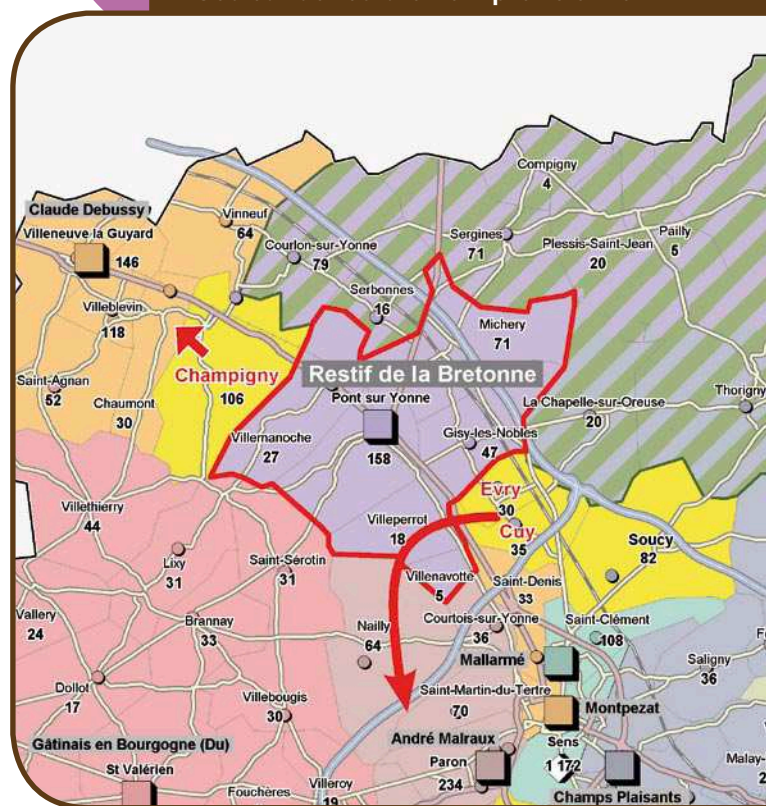 Compigny
4
Claude Debussy
Vinneuf
64
Pailly
5
Sergines
71
Villeneuve la Guyard
146
Courlon-sur-Yonne
79
Plessis-Saint-Jean
20
Serbonnes
16
Villeblevin
118
Michery
71
Champigny
106
Restif de la Bretonne
Saint-Agnan
52
Thorigny
Chaumont
30
Pont sur Yonne
158
La Chapelle-sur-Oreuse
20
Villemanoche
27
Gisy-les-Nobles
47
Villethierry
44
Evry
30
Villeperrot
18
Cuy
35
Soucy
82
Lixy
31
Saint-Sérotin
31
Villenavotte
5
Saint-Denis
33
Vallery
24
Brannay
33
Nailly
64
Courtois-sur-Yonne
36
Saint-Clément
108
Mallarmé
Saligny
36
Dollot
17
Villebougis
30
Saint-Martin-du-Tertre
70
Montpezat
Gâtinais en Bourgogne (Du)
André Malraux
Sens
1 172
St Valérien
Paron
234
Malay-
Fouchères
Villeroy
19
Champs Plaisants